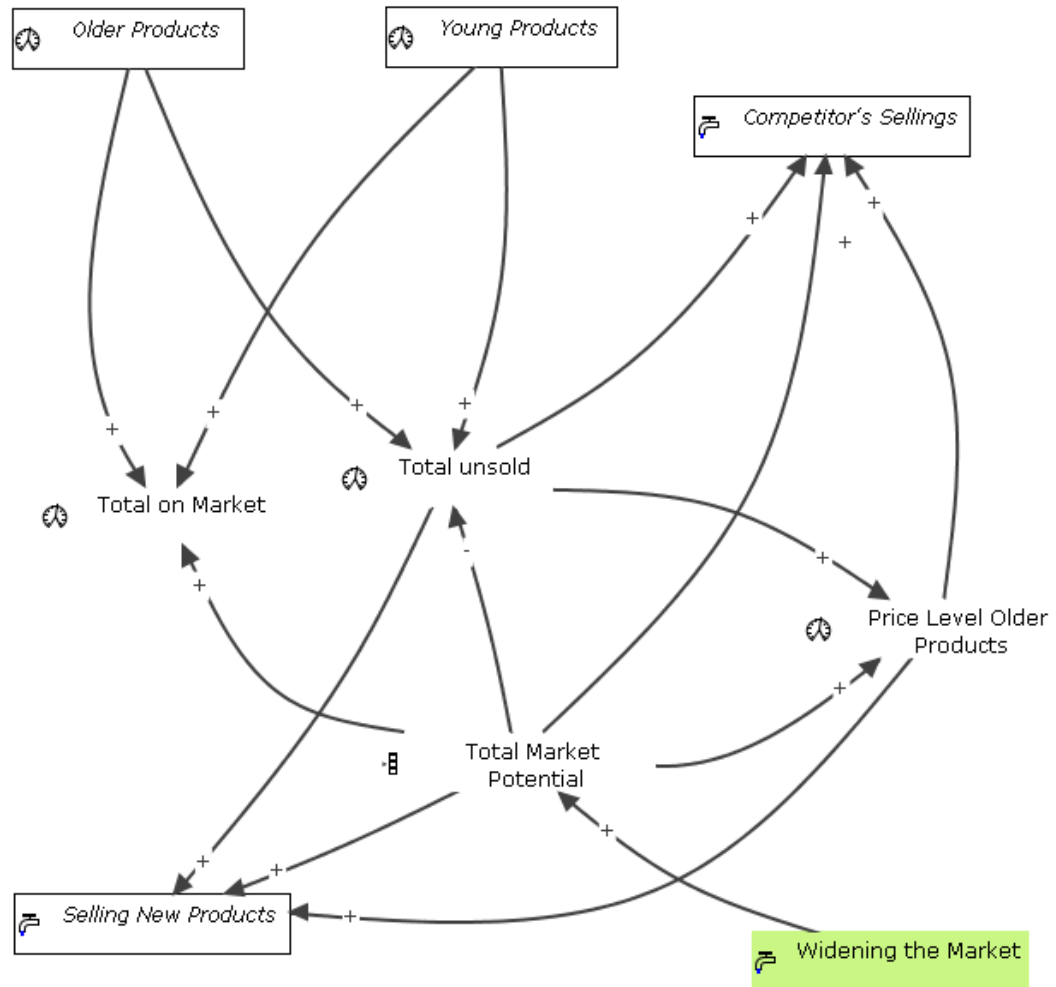 Older Products
Young Products
Competitor's Sellings
+
+
+
+
+
+
+
Total unsold
Total on Market
-
+
+
Price Level Older
Products
+
Total Market
Potential
+
+
+
Selling New Products
+
Widening the Market